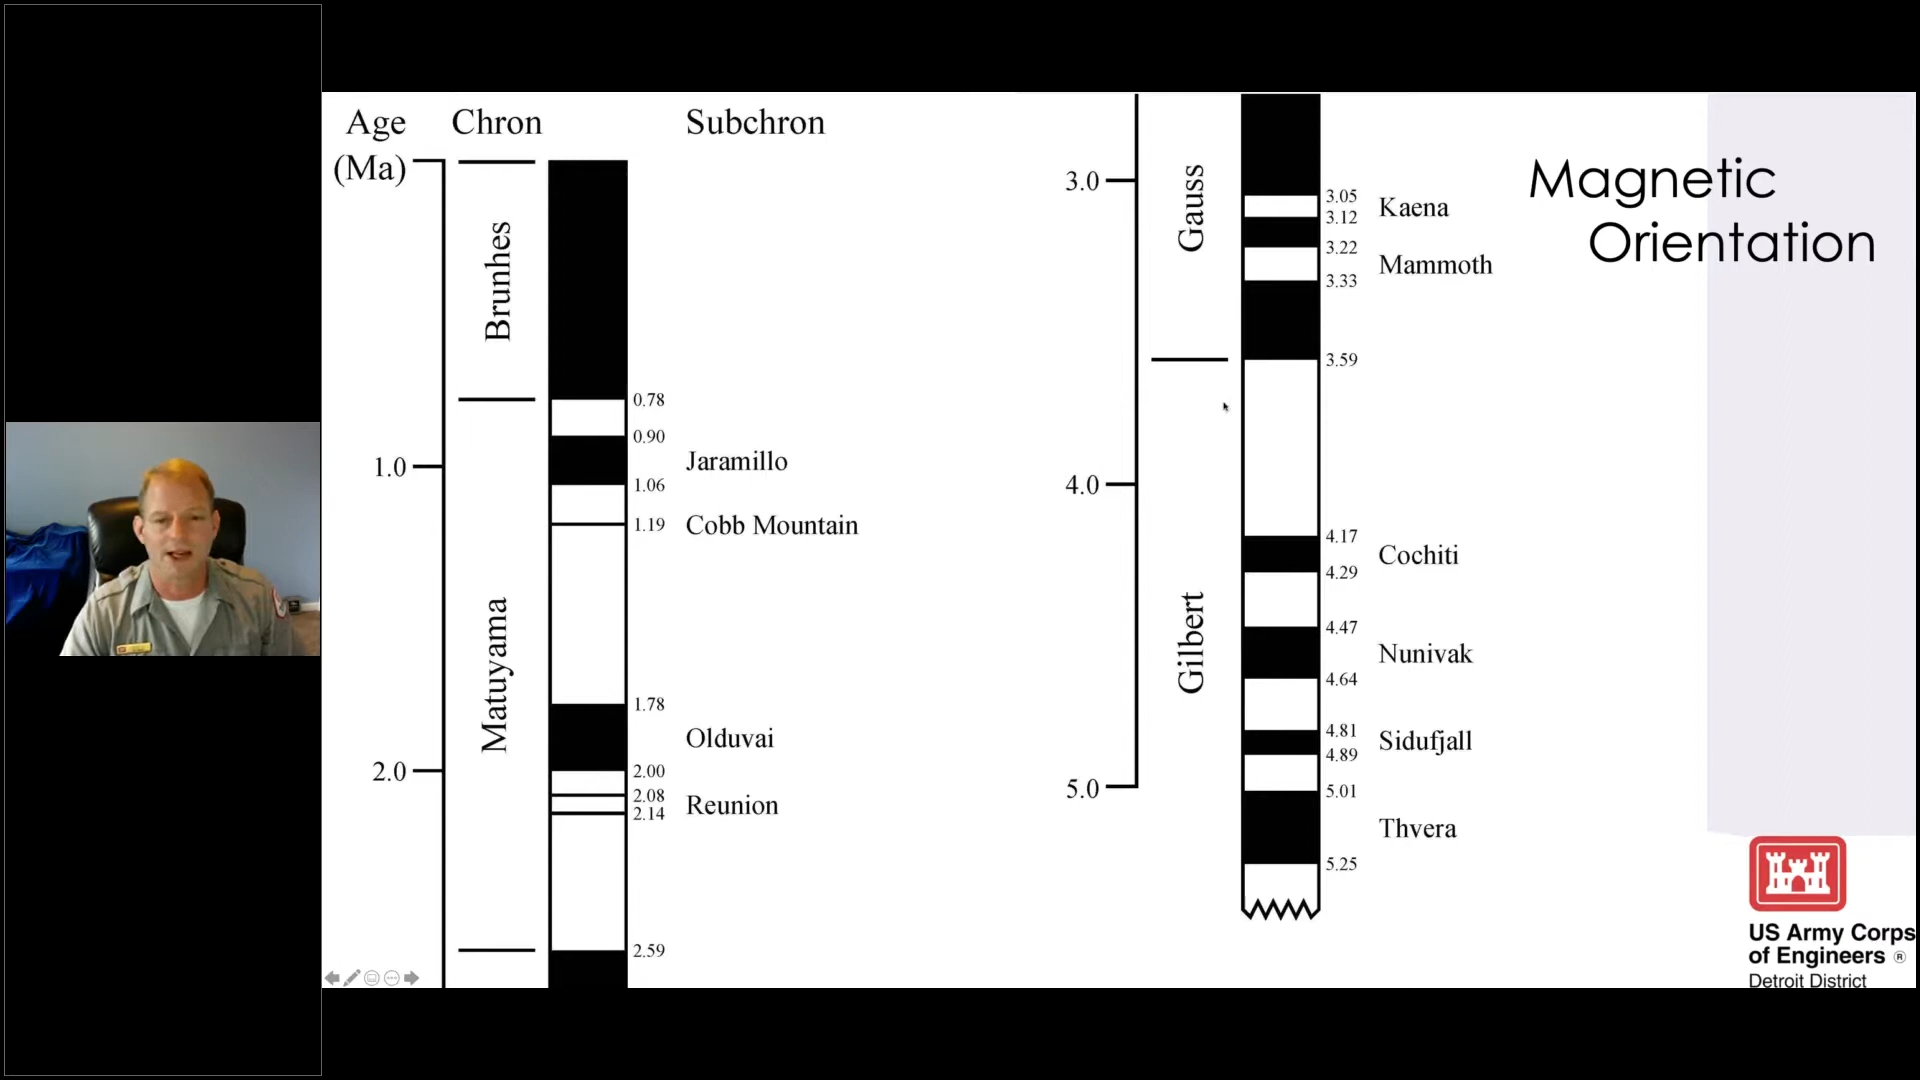 Age
(Ma)
Chron
Subchron
Brunhes
0.78
0.90
Jaramillo
1.0
1.06
1.19
Cobb Mountain
Matuyama
1.78
Olduvai
2.0
2.00
2.08
2.14
Reunion
2.59
Gauss
3.0
3.05
3.12
Kaena
3.22
Mammoth
3.33
3.59
4.0
4.17
Cochiti
4.29
Gilbert
4.47
Nunivak
4.64
4.81
Sidufjall
4.89
5.0
5.01
Thvera
5.25
Magnetic
Orientation
US Army Corps
of Engineers ®
Detroit District